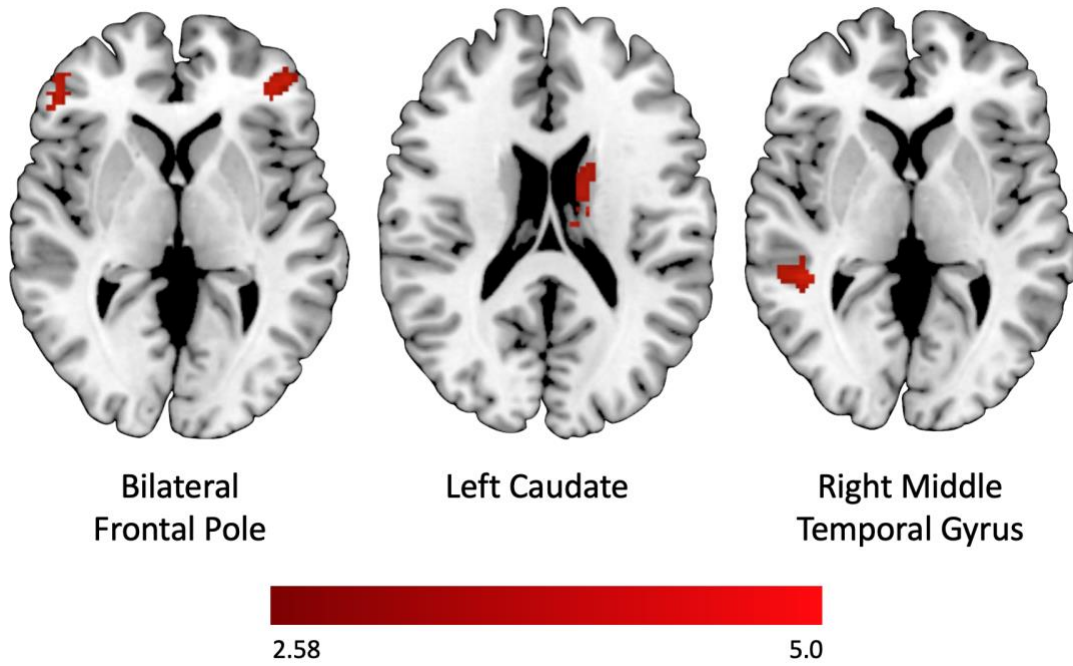 Bilateral
Frontal Pole
Left Caudate
Right Middle
Temporal Gyrus
2.58
5.0